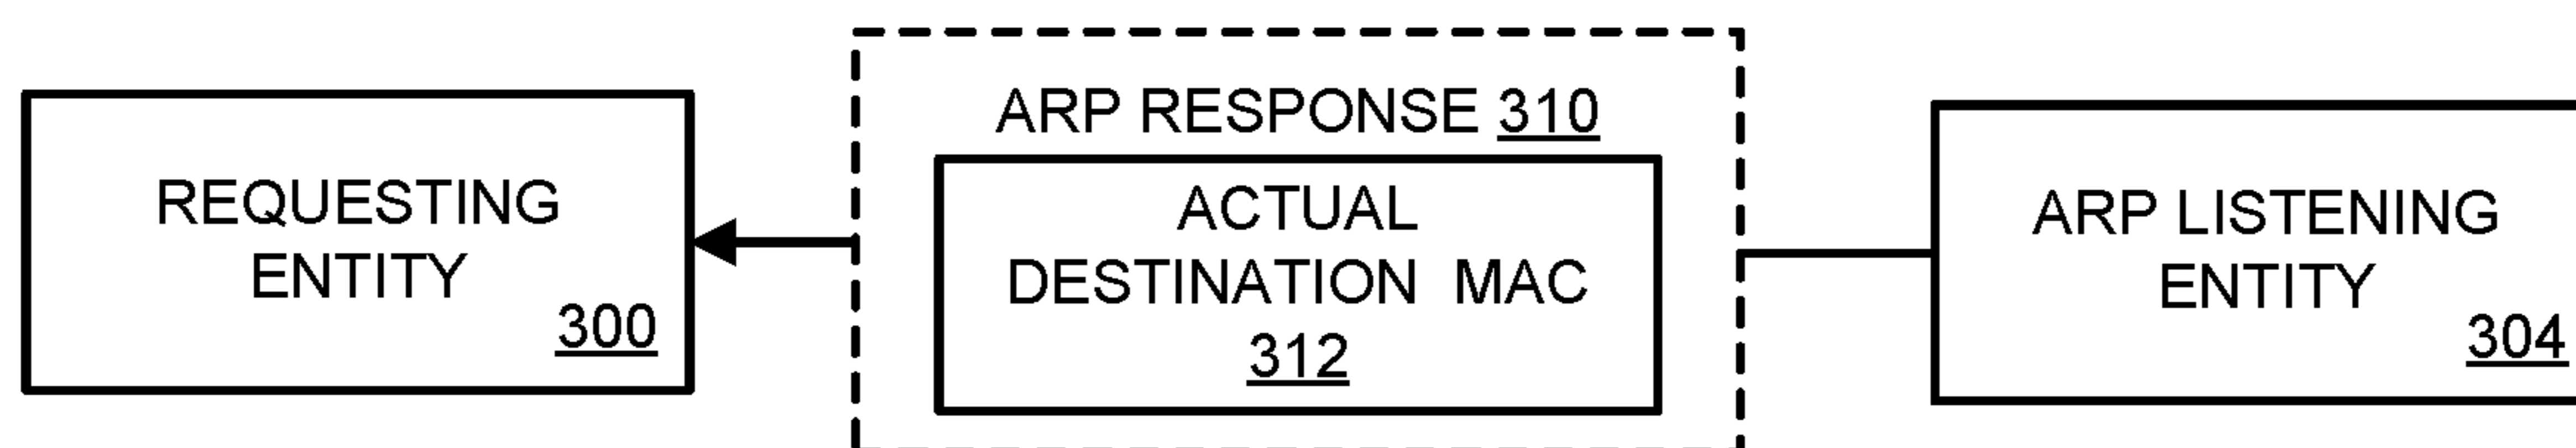 REQUESTING
ENTITY
300
ARP RESPONSE 310
ACTUAL
DESTINATION MAC
312
ARP LISTENING
ENTITY
304